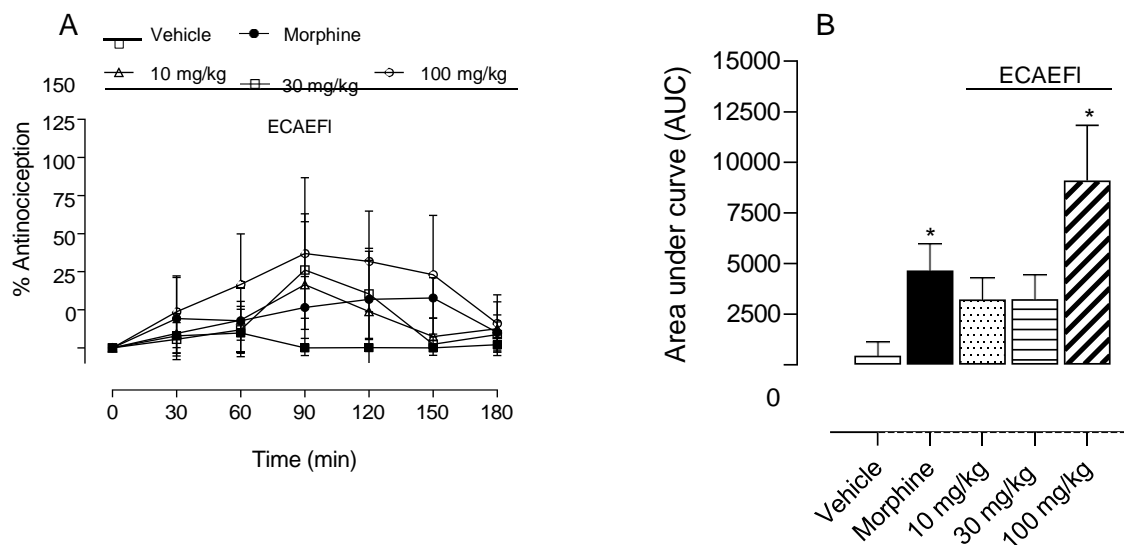 A
Vehicle
Morphine
10 mg/kg
30 mg/kg
100 mg/kg
150
ECAEFI
125
100
75
50
25
0
% Antinociception
0 30 60 90 120 150 180
Time (min)
B
ECAEFI
15000
12500
10000
7500
5000
2500
0
Area under curve (AUC)
*
*
Vehicle
Morphine
10 mg/kg
30 mg/kg
100 mg/kg